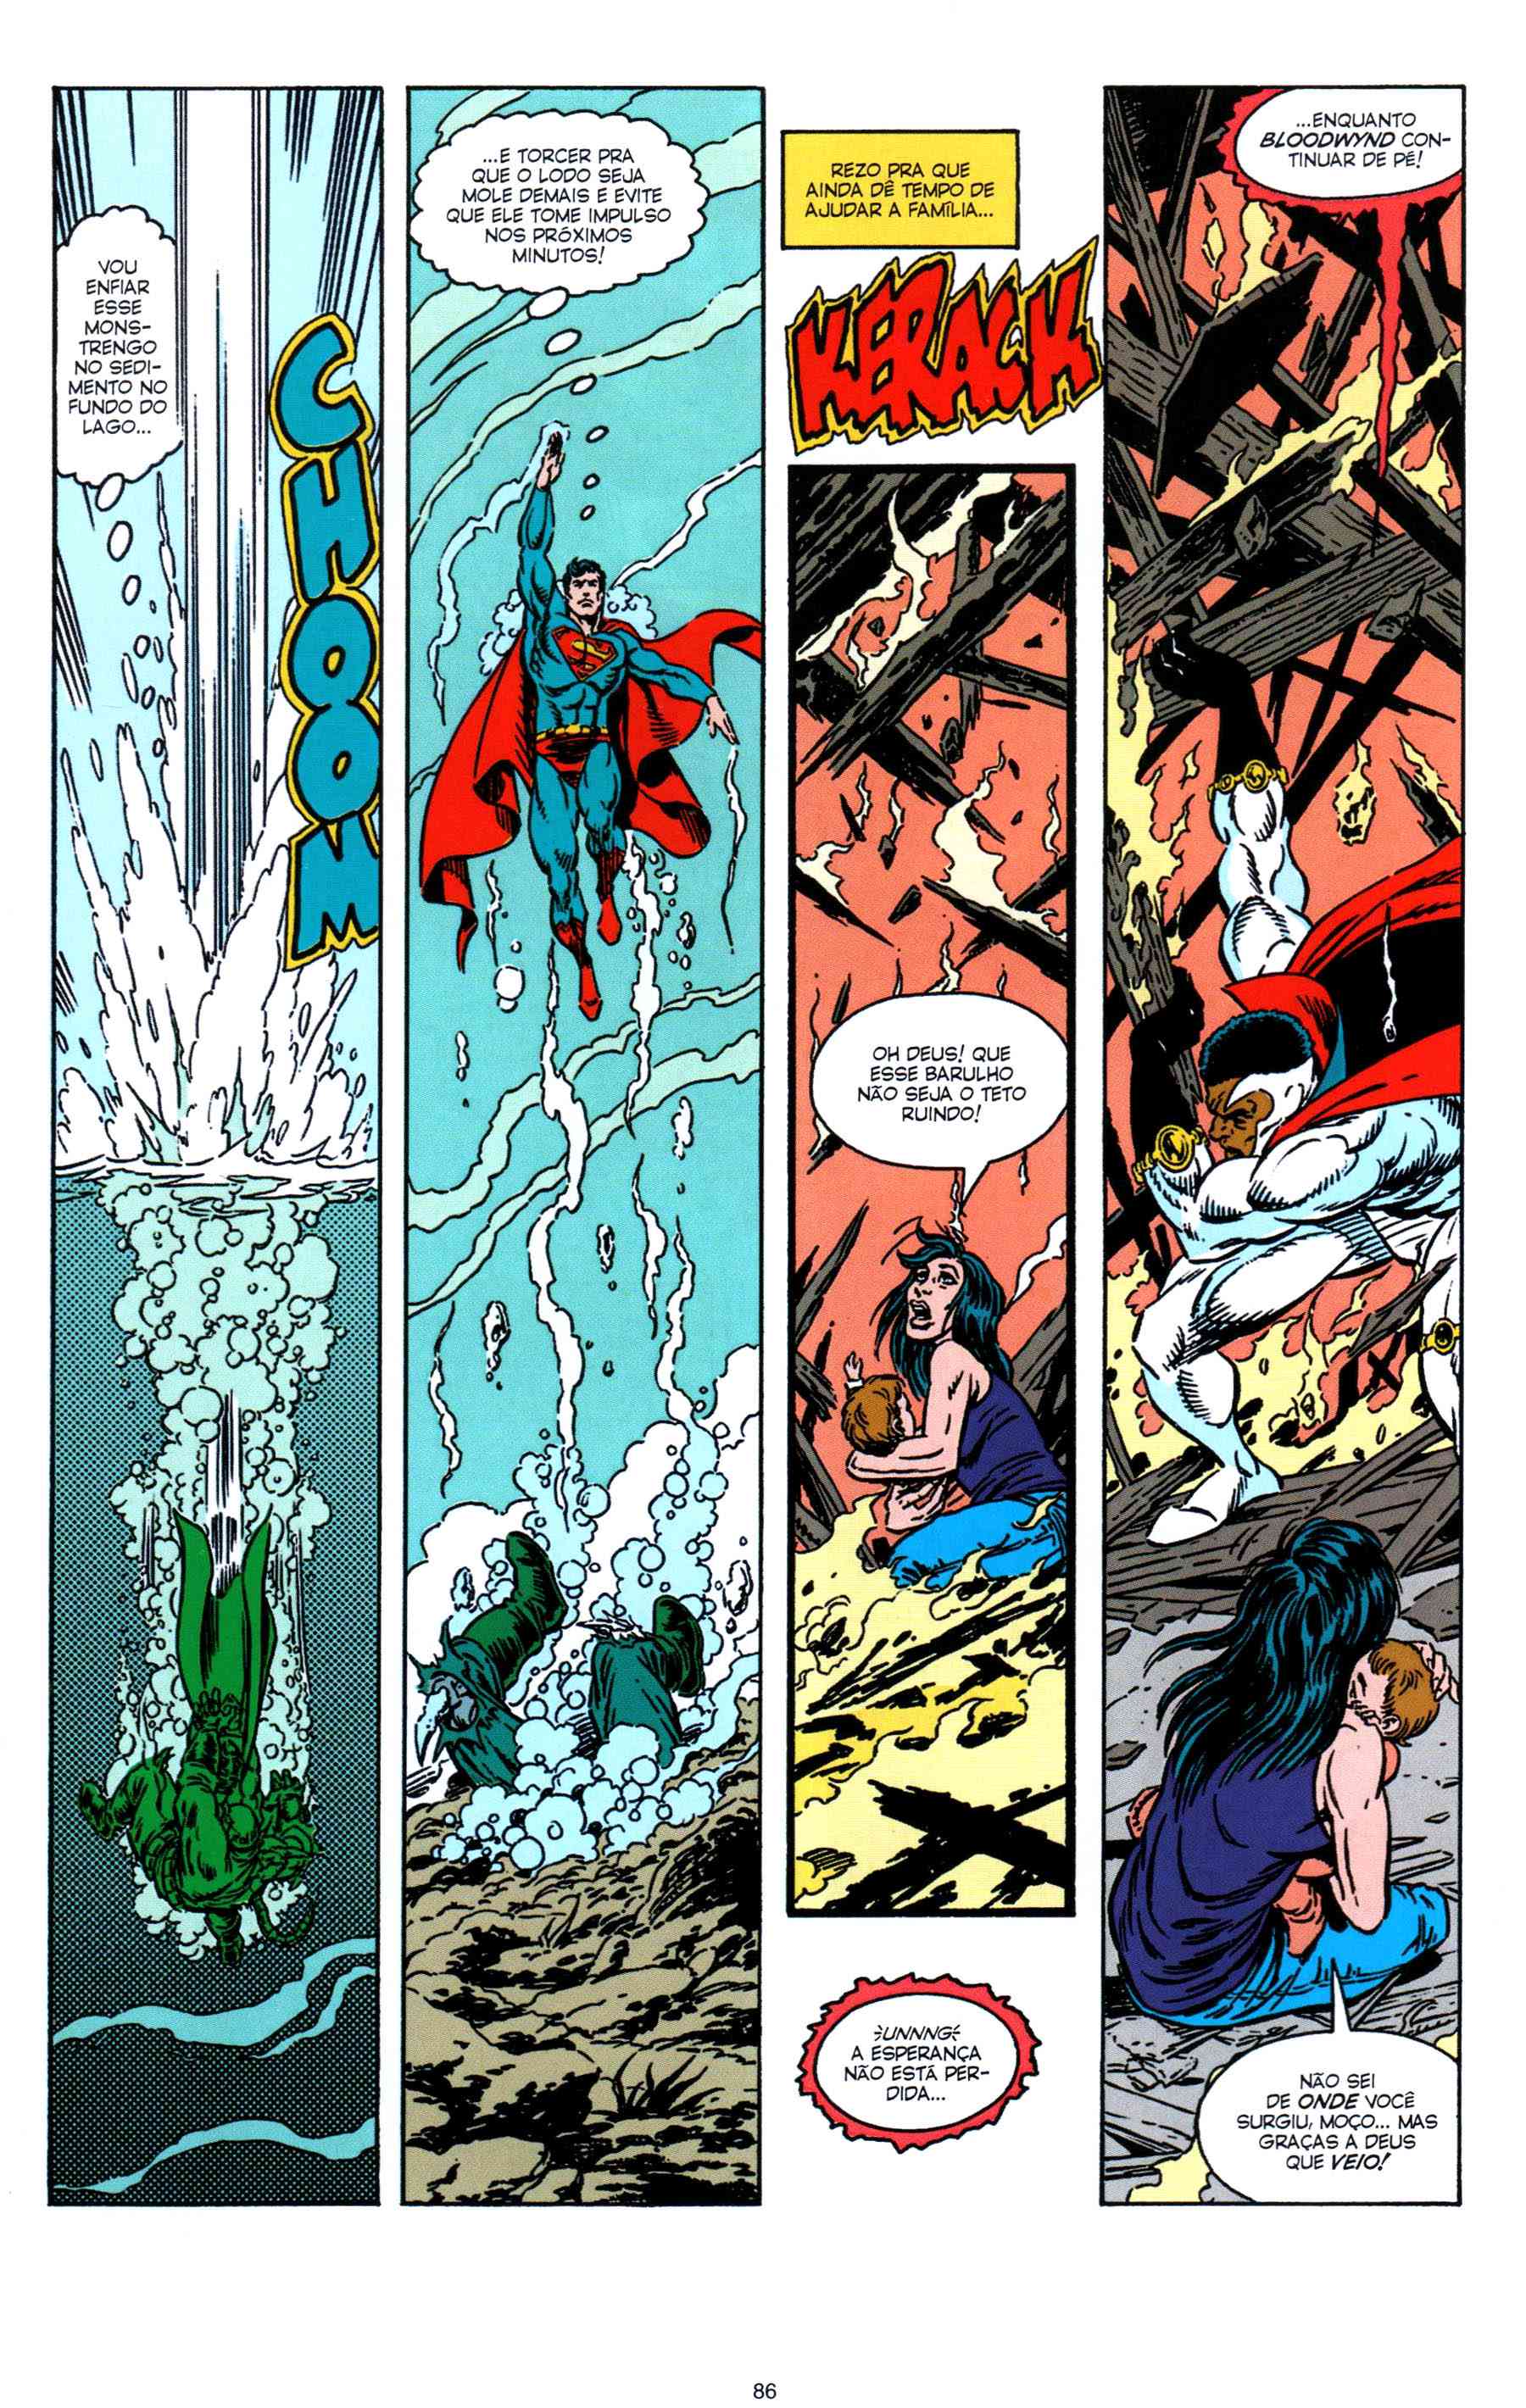 VOU
ENFIAR
ESSE
MONS-
TRENGO
NO SEDI-
MENTO NO
FUNDO DO
LAGO...
CHOOM
...E TORCER PRA
QUE O LODO SEJA
MOLE DEMAIS E EVITE
QUE ELE TOME IMPULSO
NOS PRÓXIMOS
MINUTOS!
REZO PRA QUE
AINDA DÊ TEMPO DE
AJUDAR A FAMÍLIA...
KERACK
OH DEUS! QUE
ESSE BARULHO
NÃO SEJA O TETO
RUINDO!
UNNNG
A ESPERANÇA
NÃO ESTÁ PER-
DIDA...
...ENQUANTO
BLOODWYND CON-
TINUAR DE PÉ!
NÃO SEI
DE ONDE VOCÊ
SURGIU, MOÇO... MAS
GRAÇAS A DEUS
QUE VEIO!
86